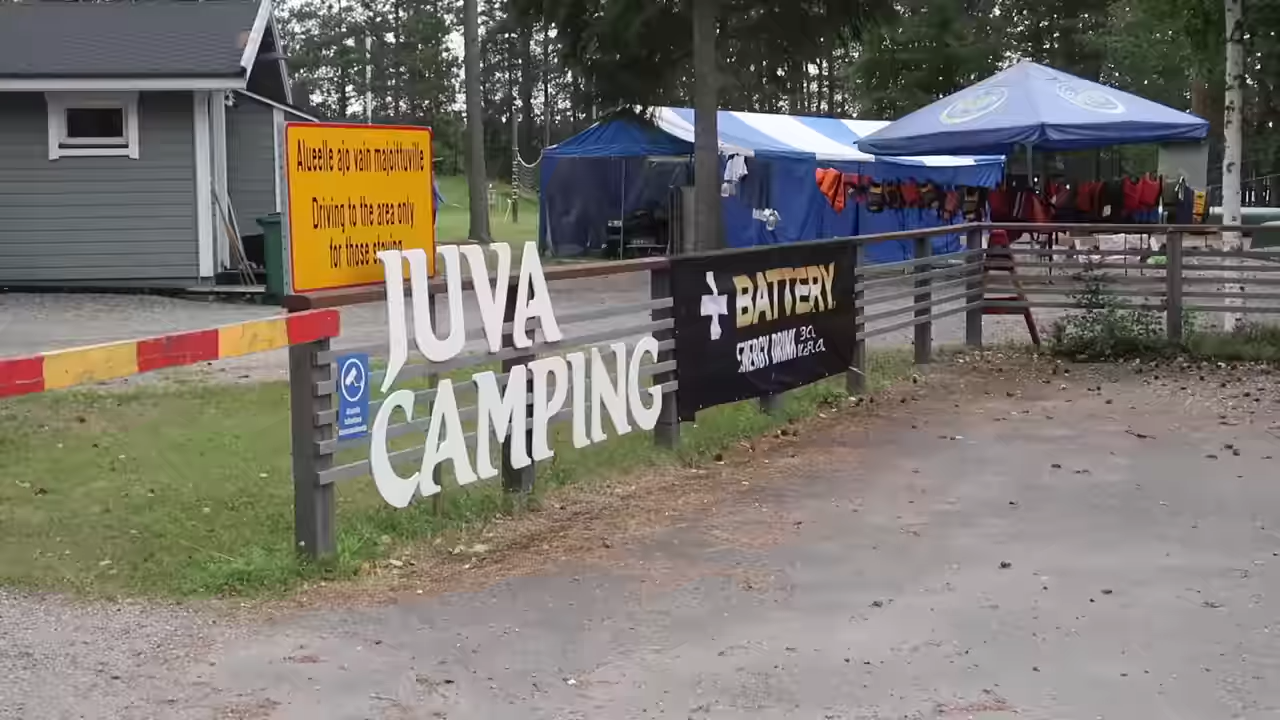 Alueelle ajo vain majoittuville
Driving to the area only
for those staying
JUVA
CAMPING
BATTERY
ENERGY DRINK